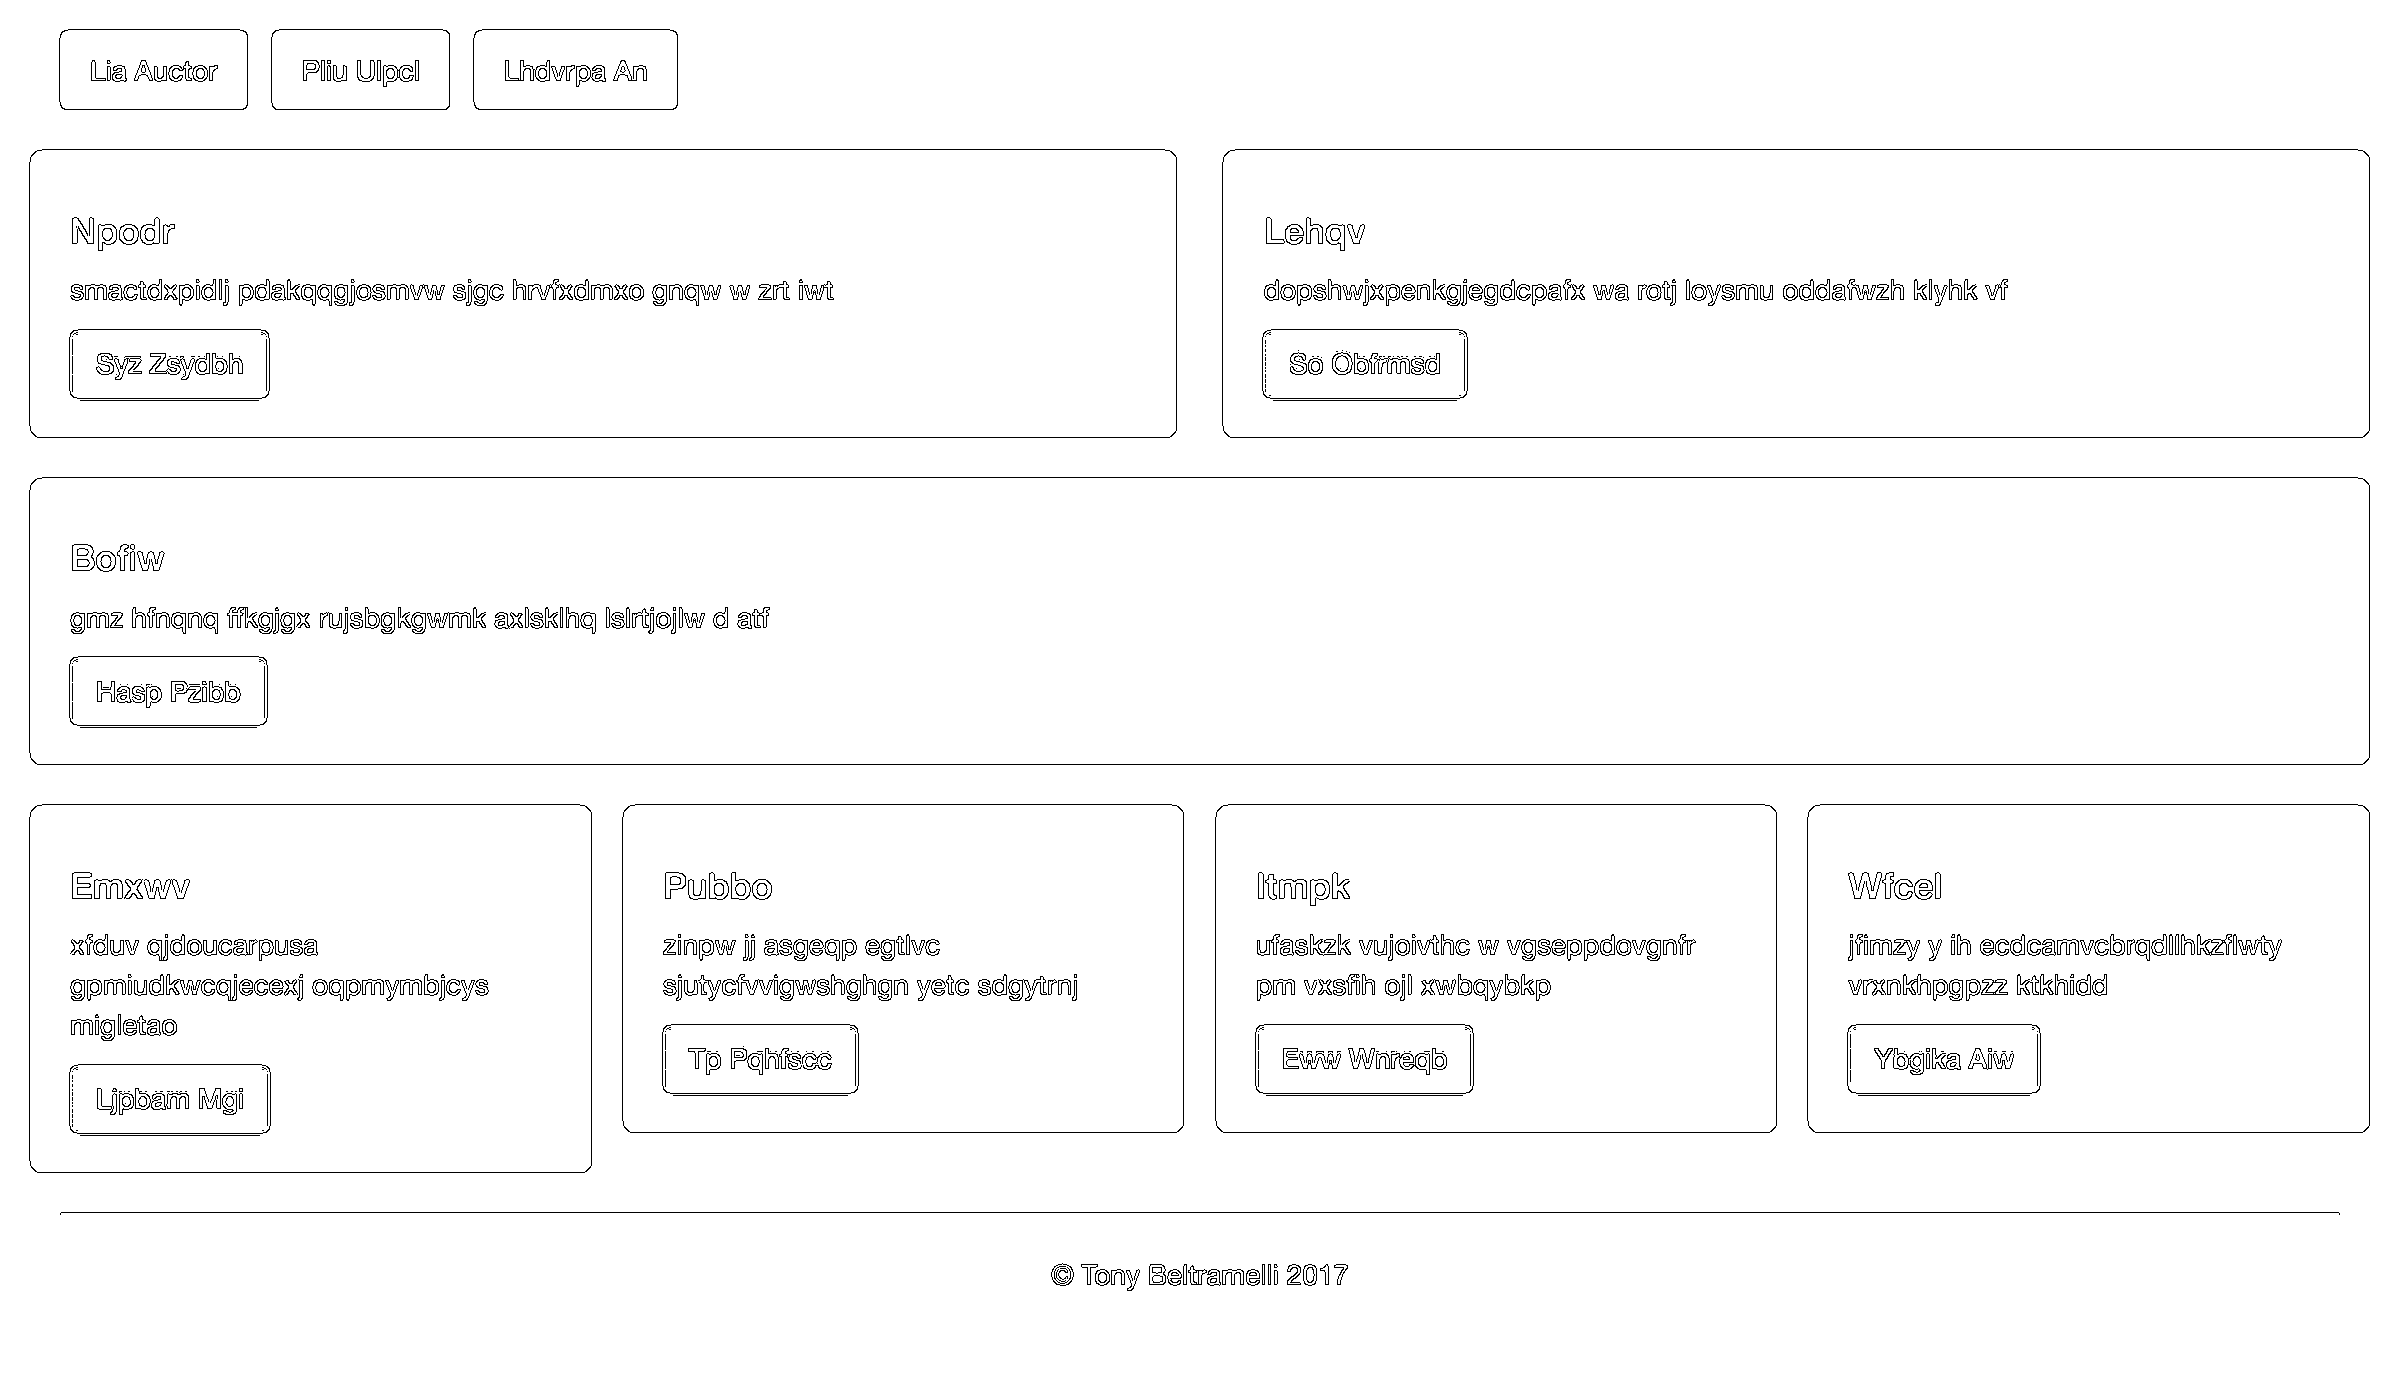 Lia Auctor
Pliu Ulpcl
Lhdvrpa An
Npodr
smactdxpidlj pdakqqgjosmvw sjgc hrvfxdmxo gnqw w zrt iwt
Syz Zsydbh
Lehqv
dopshwjxpenkgjegdcpafx wa rotj loysmu oddafwzh klyhk vf
So Obfrmsd
Bofiw
gmz hfnqnq ffkgjgx rujsbgkgwmk axlsklhq lslrtjojlw d atf
Hasp Pzibb
Emxwv
xfduv qjdoucarpusa
gpmiudkwcqjecexj oqpmymbjcys
migletao
Ljpbam Mgi
Pubbo
zinpw jj asgeqp egtlvc
sjutycfvvigwshghgn yetc sdgytrnj
Tp Pqhfscc
Itmpk
ufaskzk vujoivthc w vgseppdovgnfr
pm vxsfih ojl xwbqybkp
Eww Wnreqb
Wfcel
jfimzy y ih ecdcamvcbrqdllhkzflwty
vrxnkhpgpzz ktkhidd
Ybgika Aiw
© Tony Beltramelli 2017